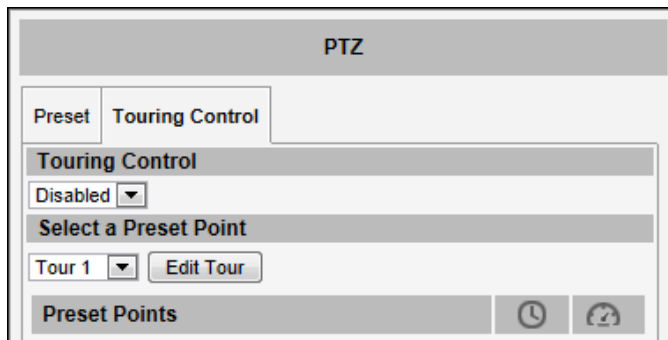 PTZ
Preset Touring Control
Touring Control
Disabled
Select a Preset Point
Tour 1 Edit Tour
Preset Points